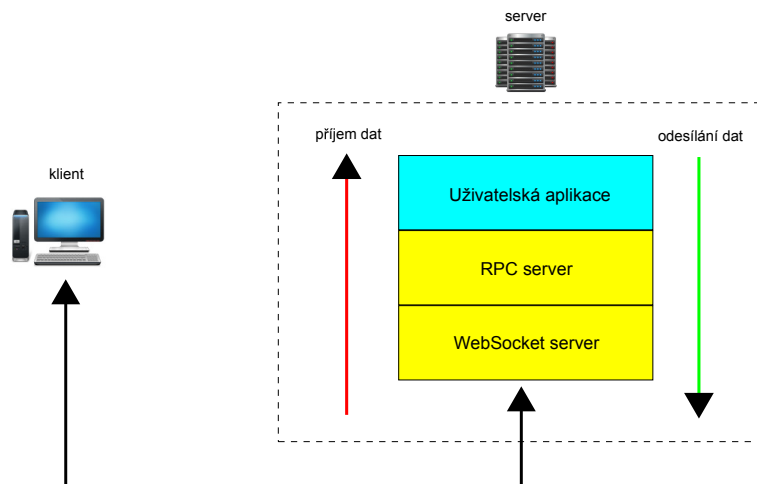 server
příjem dat
odesílání dat
klient
Uživatelská aplikace
RPC server
WebSocket server